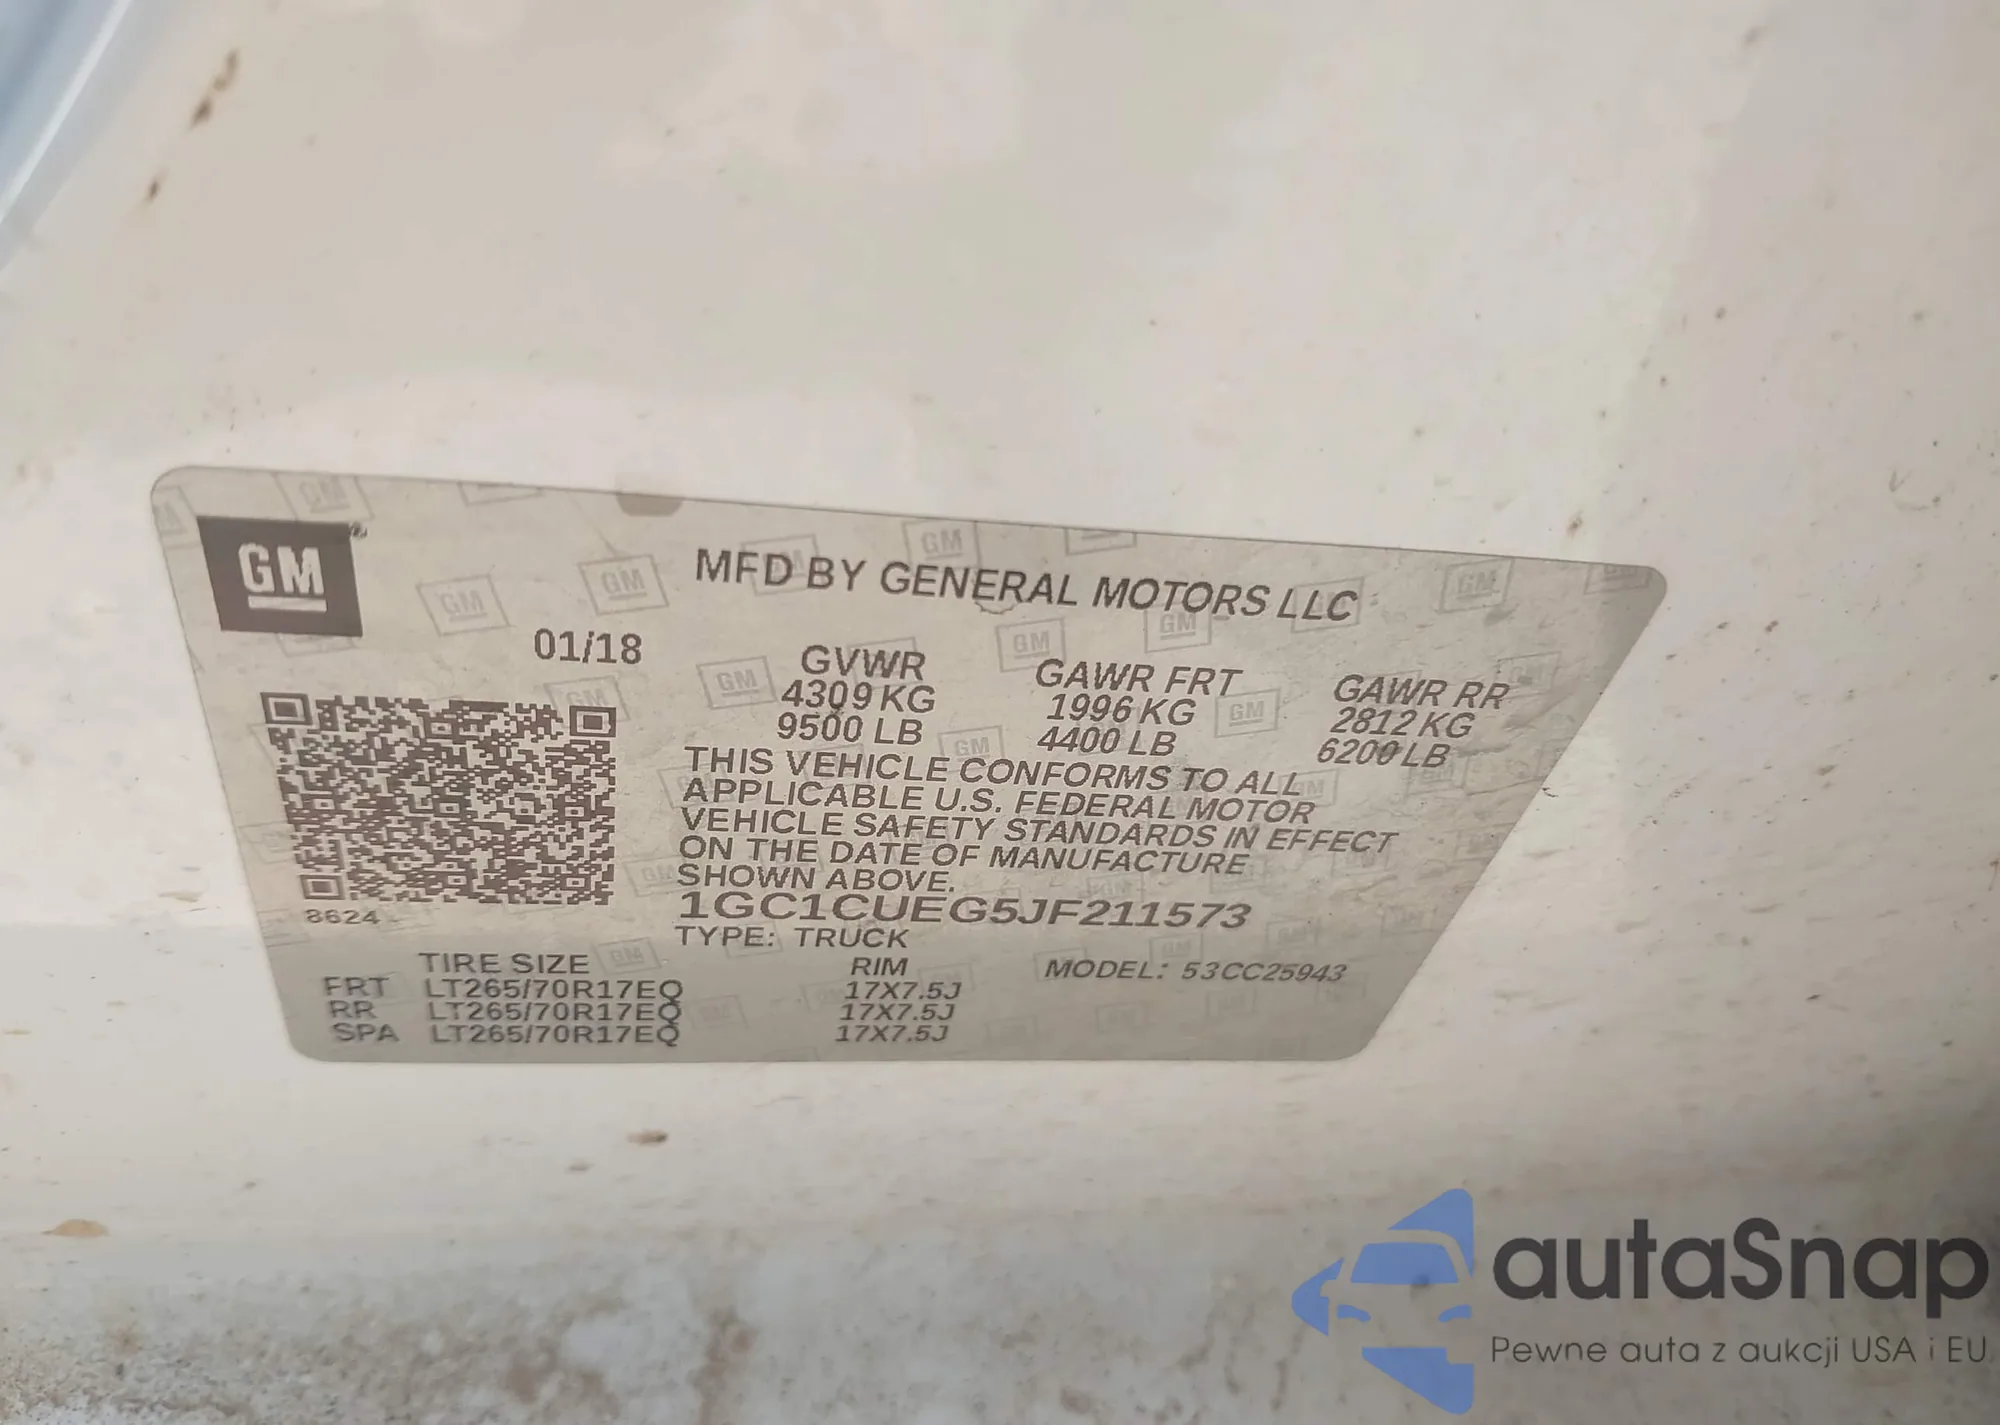 GM
MFD BY GENERAL MOTORS LLC
01/18
GVWR GAWR FRT GAWR RR
4309 KG 1996 KG 2812 KG
9500 LB 4400 LB 6200 LB
THIS VEHICLE CONFORMS TO ALL
APPLICABLE U.S. FEDERAL MOTOR
VEHICLE SAFETY STANDARDS IN EFFECT
ON THE DATE OF MANUFACTURE
SHOWN ABOVE.
1GC1CUEG5JF211573
8624
TYPE: TRUCK
TIRE SIZE RIM MODEL: 53CC25943
FRT LT265/70R17EQ 17X7.5J
RR LT265/70R17EQ 17X7.5J
SPA LT265/70R17EQ 17X7.5J
autaSnap
Pewne auta z aukcji USA i EU